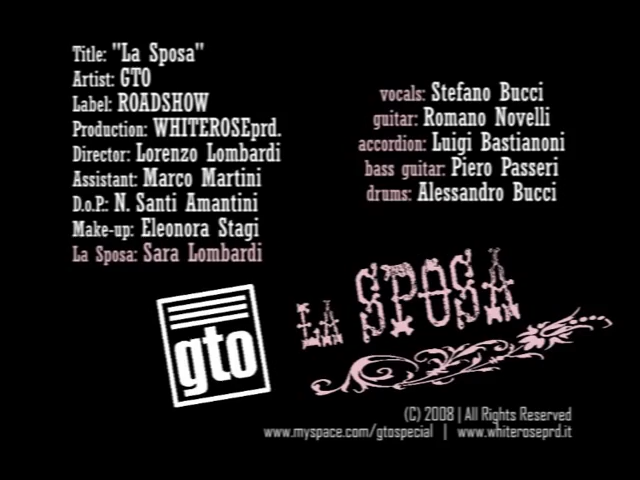 Title: "La Sposa"
Artist: GTO
Label: ROADSHOW
Production: WHITEROSEprd.
Director: Lorenzo Lombardi
Assistant: Marco Martini
D.o.P.: N. Santi Amantini
Make-up: Eleonora Stagi
La Sposa: Sara Lombardi
vocals: Stefano Bucci
guitar: Romano Novelli
accordion: Luigi Bastianoni
bass guitar: Piero Passeri
drums: Alessandro Bucci
gto
LA SPOSA
(C) 2008 | All Rights Reserved
www.myspace.com/gtospecial | www.whiteroseprd.it